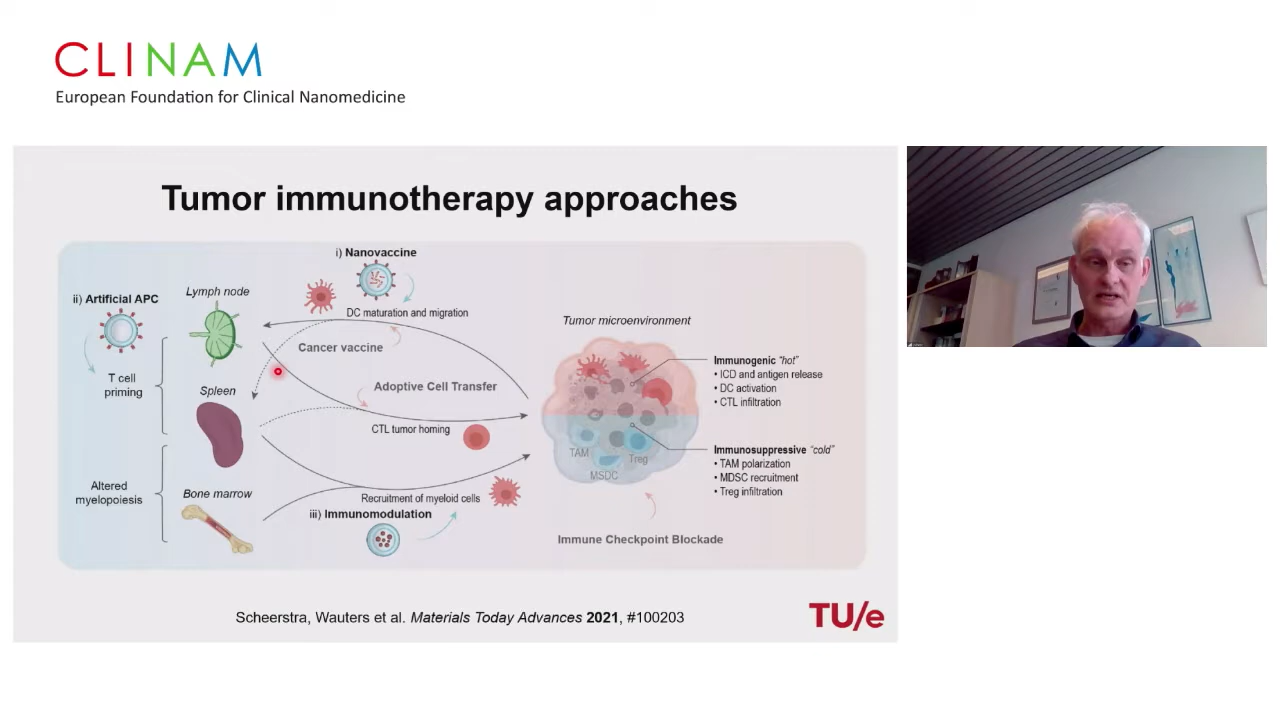 CLINAM
European Foundation for Clinical Nanomedicine
Tumor immunotherapy approaches
i) Nanovaccine
ii) Artificial APC
Lymph node
DC maturation and migration
Tumor microenvironment
Cancer vaccine
Immunogenic "hot"
• ICD and antigen release
• DC activation
• CTL infiltration
T cell
priming
Spleen
Adoptive Cell Transfer
CTL tumor homing
TAM
Treg
MSDC
Immunosuppressive "cold"
• TAM polarization
• MDSC recruitment
• Treg infiltration
Altered
myelopoiesis
Bone marrow
Recruitment of myeloid cells
iii) Immunomodulation
Immune Checkpoint Blockade
Scheerstra, Wauters et al. Materials Today Advances 2021, #100203
TU/e